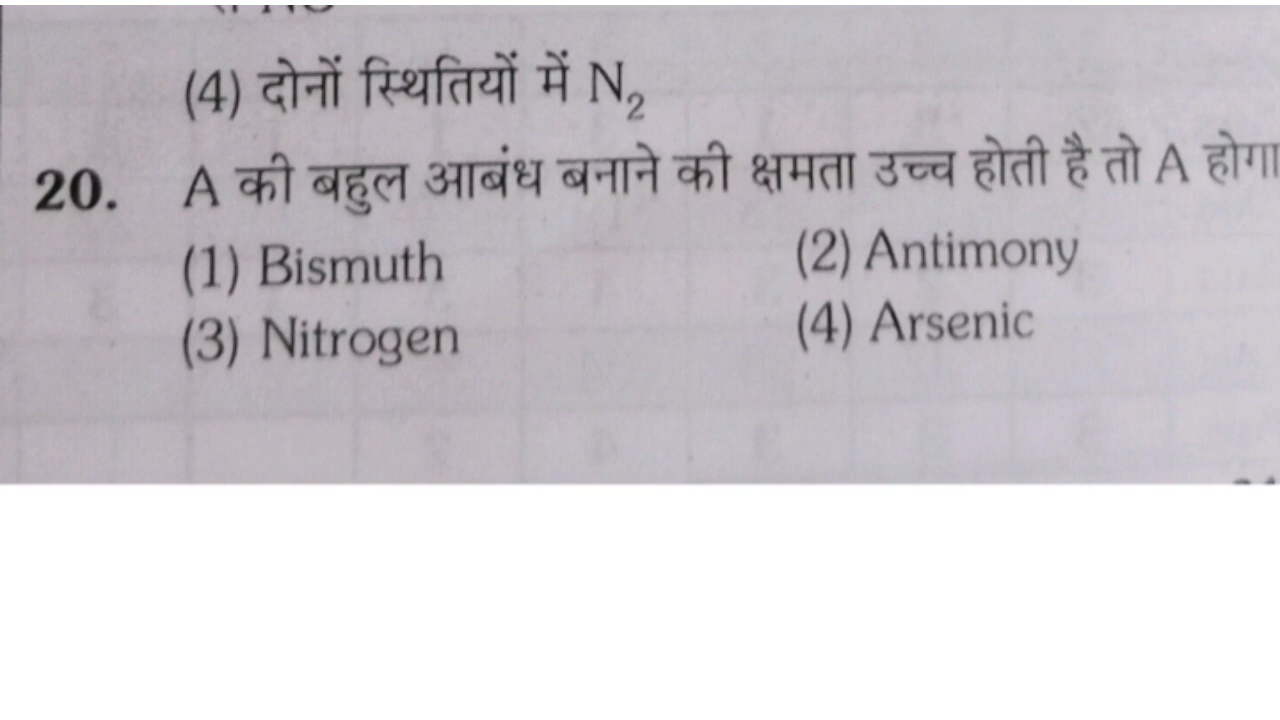 (4) दोनों स्थितियों में N₂
20. A की बहुल आबंध बनाने की क्षमता उच्च होती है तो A होगा
(1) Bismuth (2) Antimony
(3) Nitrogen (4) Arsenic